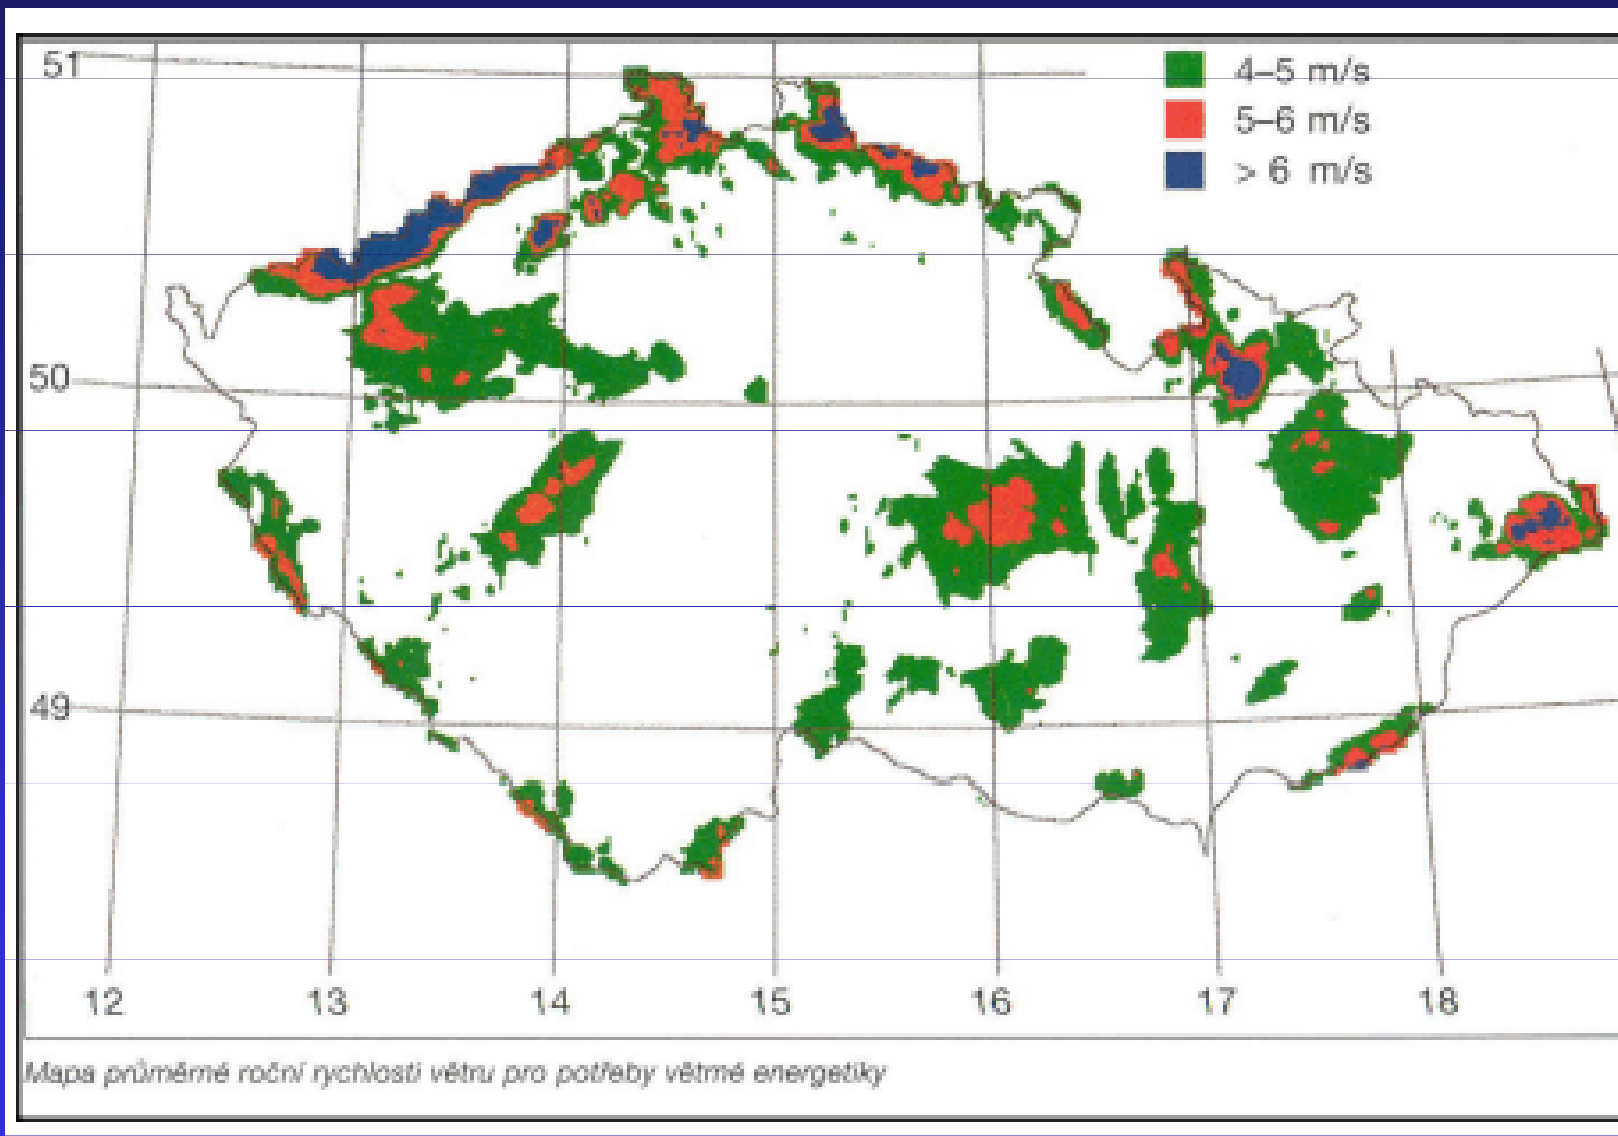 51
4–5 m/s
5–6 m/s
> 6 m/s
50
49
12 13 14 15 16 17 18
Mapa průměrné roční rychlosti větru pro potřeby větrné energetiky